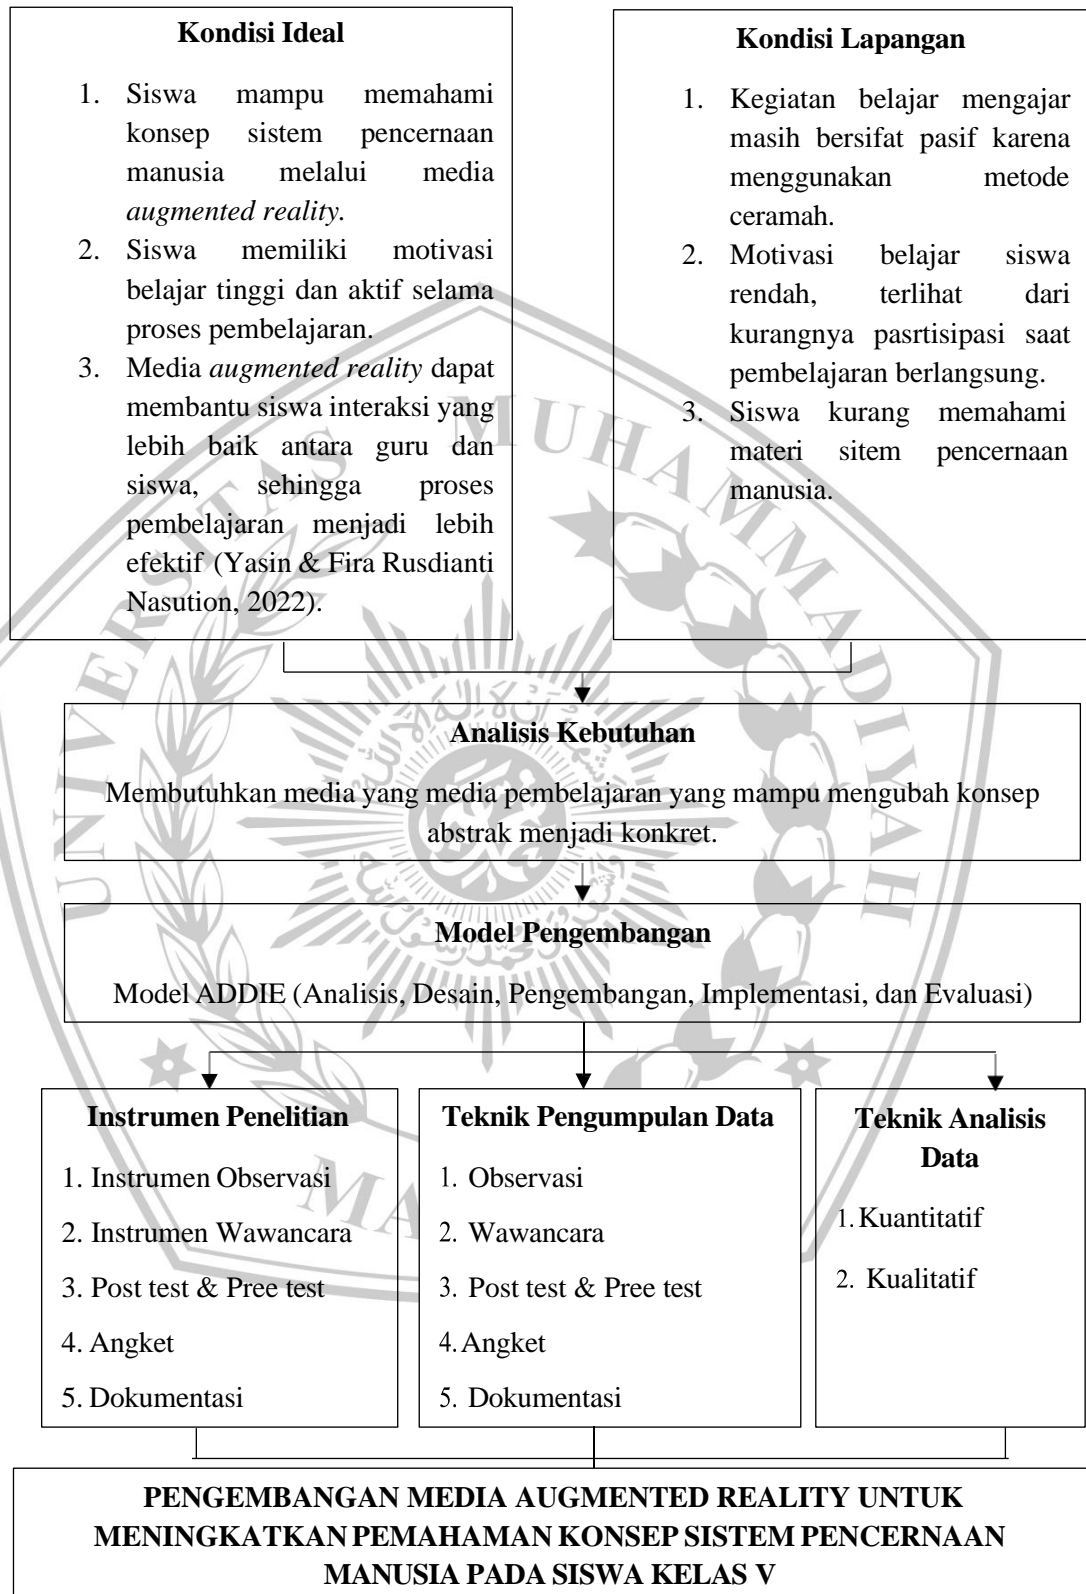 Kondisi Ideal
1. Siswa mampu memahami
konsep sistem pencernaan
manusia melalui media
augmented reality.
2. Siswa memiliki motivasi
belajar tinggi dan aktif selama
proses pembelajaran.
3. Media augmented reality dapat
membantu siswa interaksi yang
lebih baik antara guru dan
siswa, sehingga proses
pembelajaran menjadi lebih
efektif (Yasin & Fira Rusdianti
Nasution, 2022).
Kondisi Lapangan
1. Kegiatan belajar mengajar
masih bersifat pasif karena
menggunakan metode
ceramah.
2. Motivasi belajar siswa
rendah, terlihat dari
kurangnya pasrtisipasi saat
pembelajaran berlangsung.
3. Siswa kurang memahami
materi sitem pencernaan
manusia.
Analisis Kebutuhan
Membutuhkan media yang media pembelajaran yang mampu mengubah konsep
abstrak menjadi konkret.
Model Pengembangan
Model ADDIE (Analisis, Desain, Pengembangan, Implementasi, dan Evaluasi)
Instrumen Penelitian
1. Instrumen Observasi
2. Instrumen Wawancara
3. Post test & Pree test
4. Angket
5. Dokumentasi
Teknik Pengumpulan Data
1. Observasi
2. Wawancara
3. Post test & Pree test
4. Angket
5. Dokumentasi
Teknik Analisis
Data
1. Kuantitatif
2. Kualitatif
PENGEMBANGAN MEDIA AUGMENTED REALITY UNTUK
MENINGKATKAN PEMAHAMAN KONSEP SISTEM PENCERNAAN
MANUSIA PADA SISWA KELAS V
UNIVERSITAS MUHAMMADIYAH